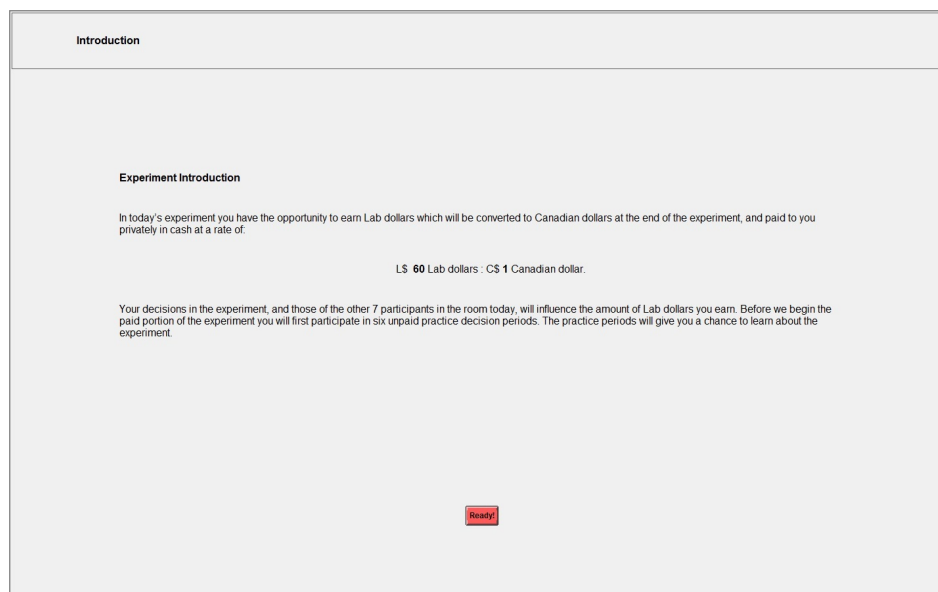 Introduction
Experiment Introduction
In today's experiment you have the opportunity to earn Lab dollars which will be converted to Canadian dollars at the end of the experiment, and paid to you
privately in cash at a rate of:
L$ 60 Lab dollars : C$ 1 Canadian dollar.
Your decisions in the experiment, and those of the other 7 participants in the room today, will influence the amount of Lab dollars you earn. Before we begin the
paid portion of the experiment you will first participate in six unpaid practice decision periods. The practice periods will give you a chance to learn about the
experiment.
Ready!